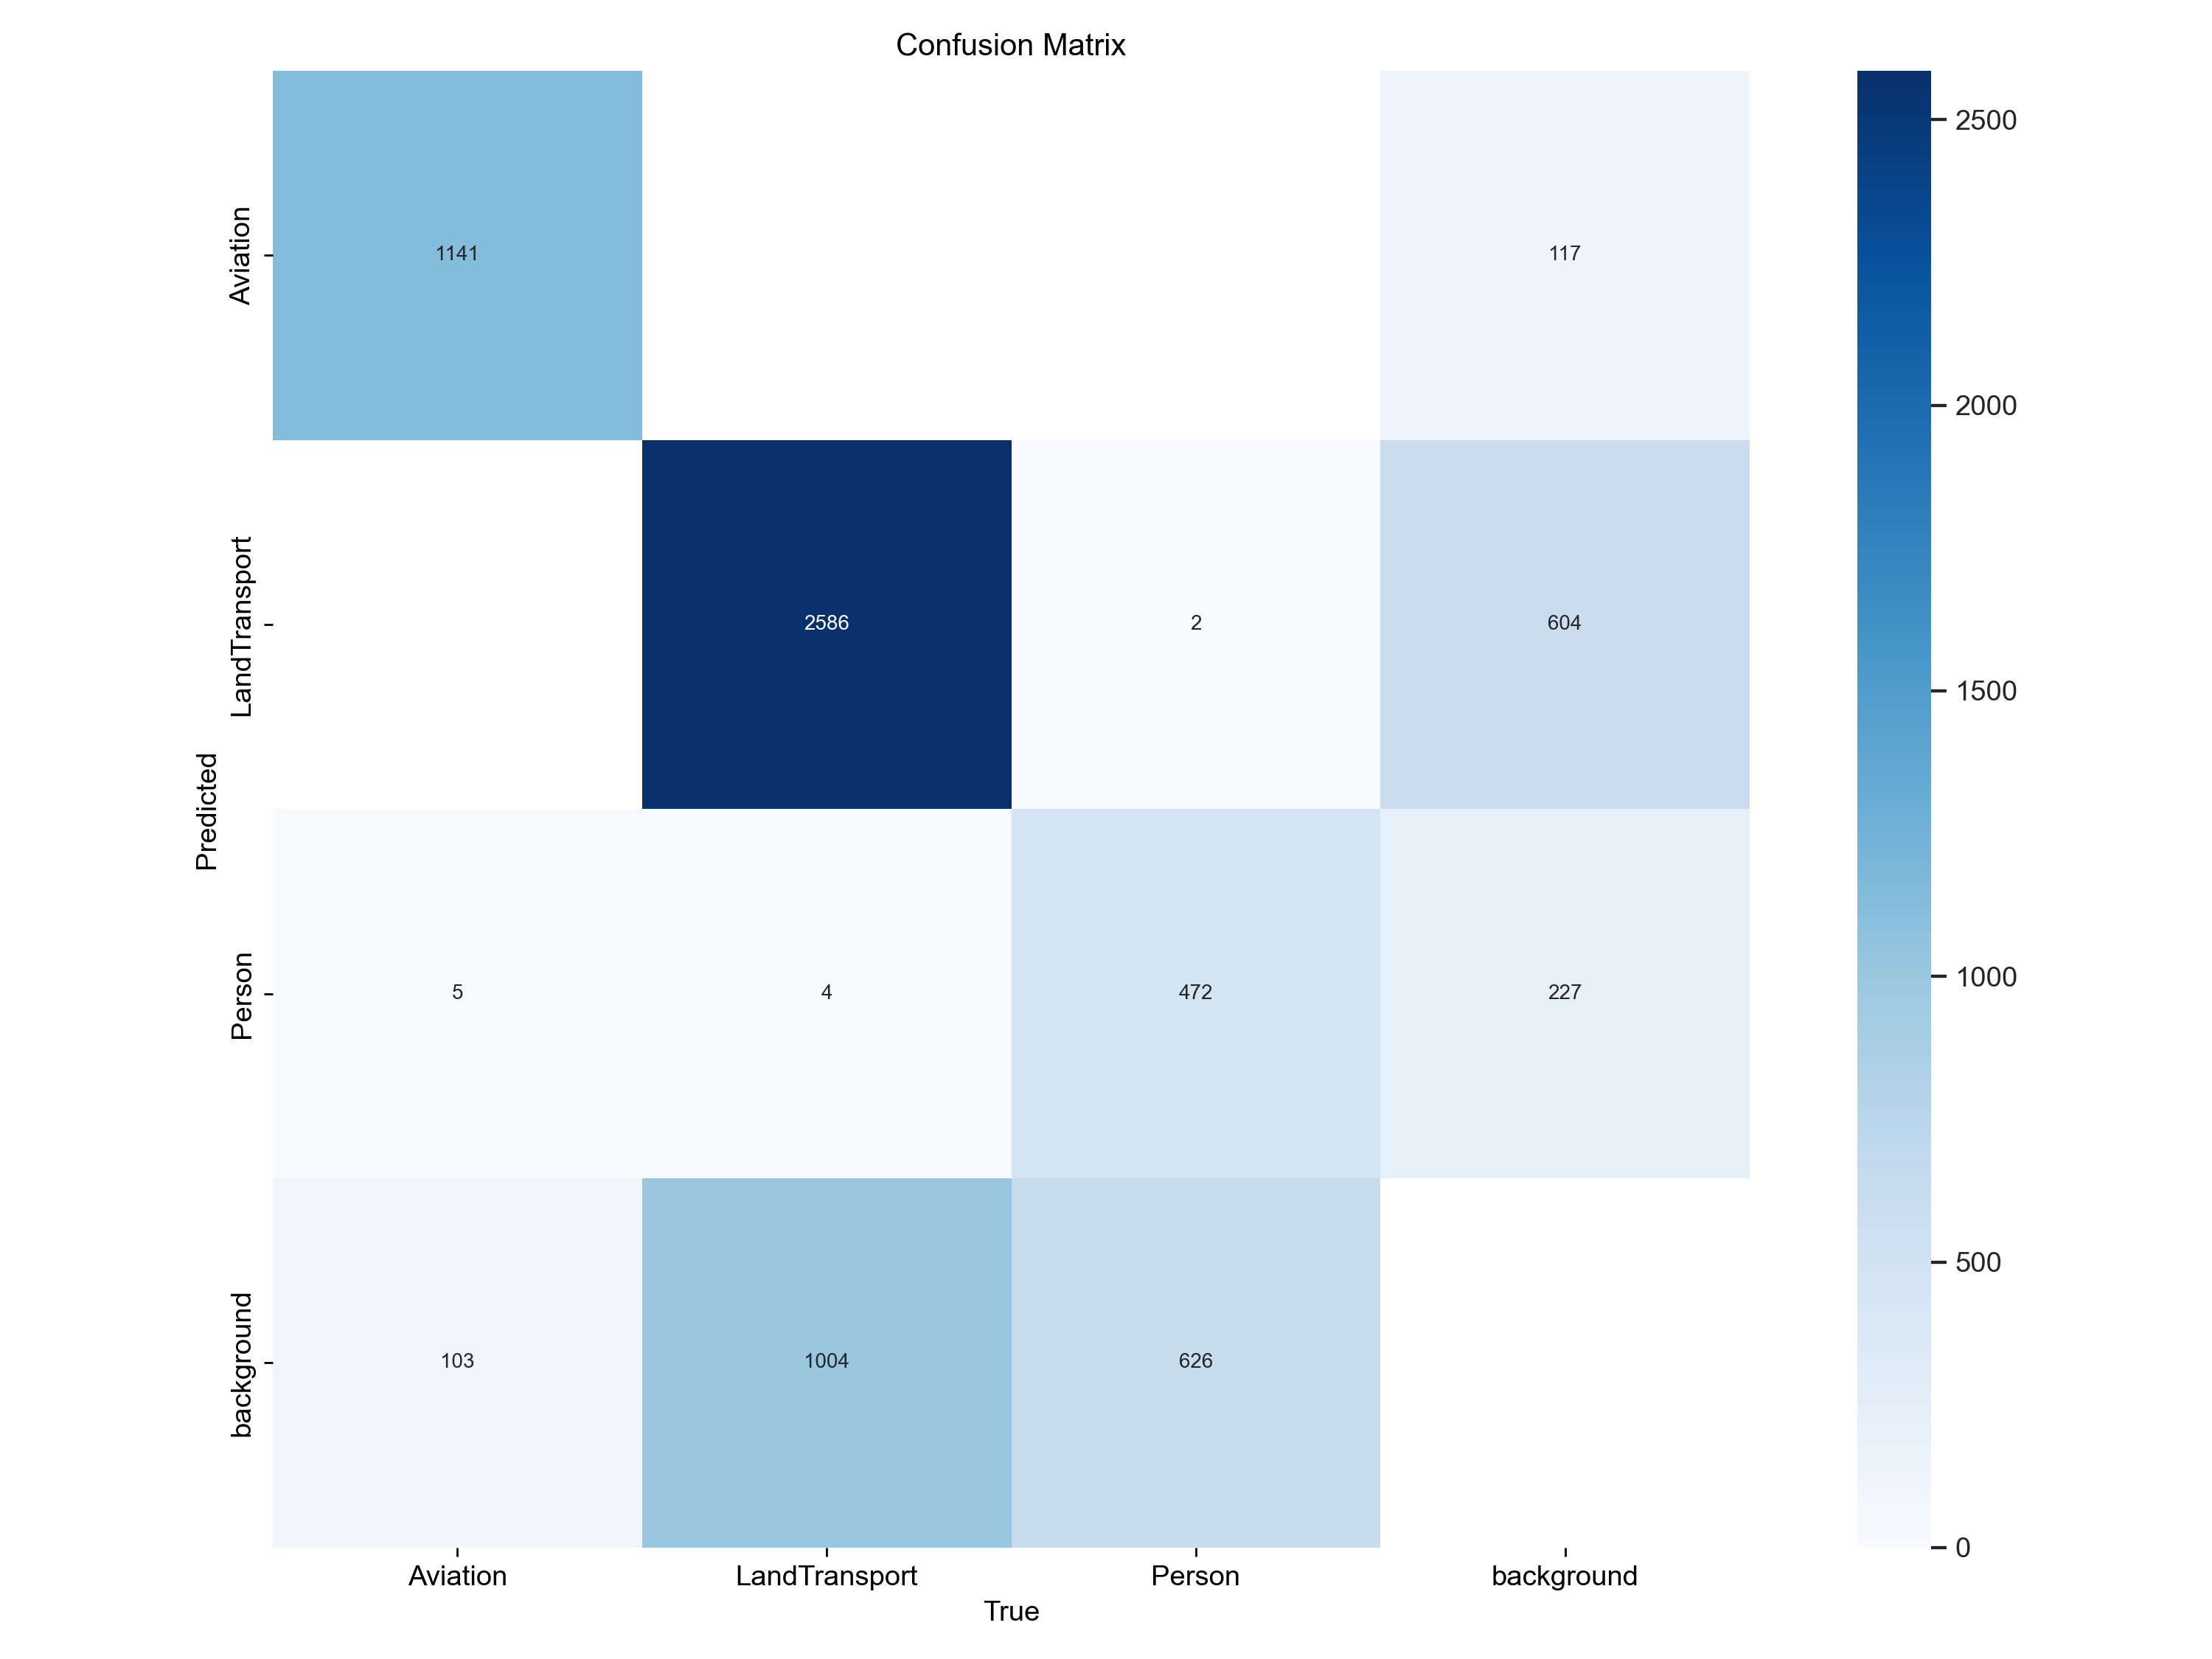 Confusion Matrix
Aviation
1141
117
LandTransport
2586
2
604
Person
5
4
472
227
background
103
1004
626
Predicted
Aviation
LandTransport
Person
background
True
2500
2000
1500
1000
500
0